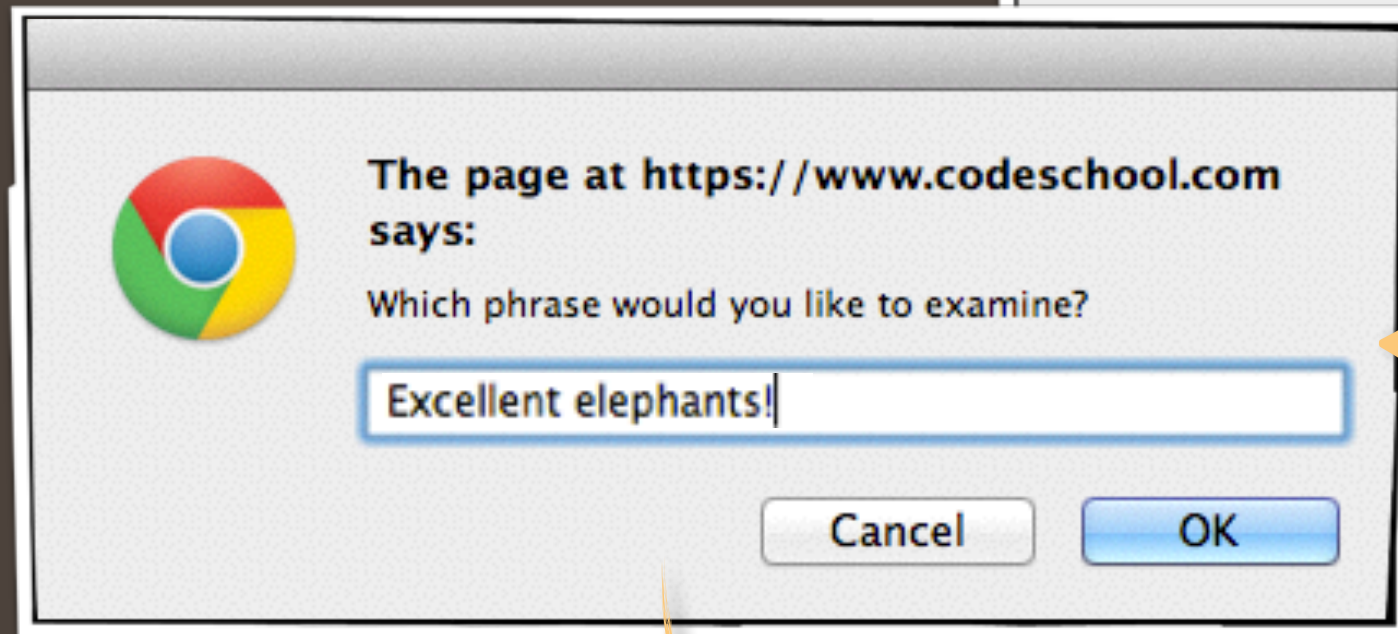 The page at https://www.codeschool.com
says:
Which phrase would you like to examine?
Excellent elephants!
Cancel
OK